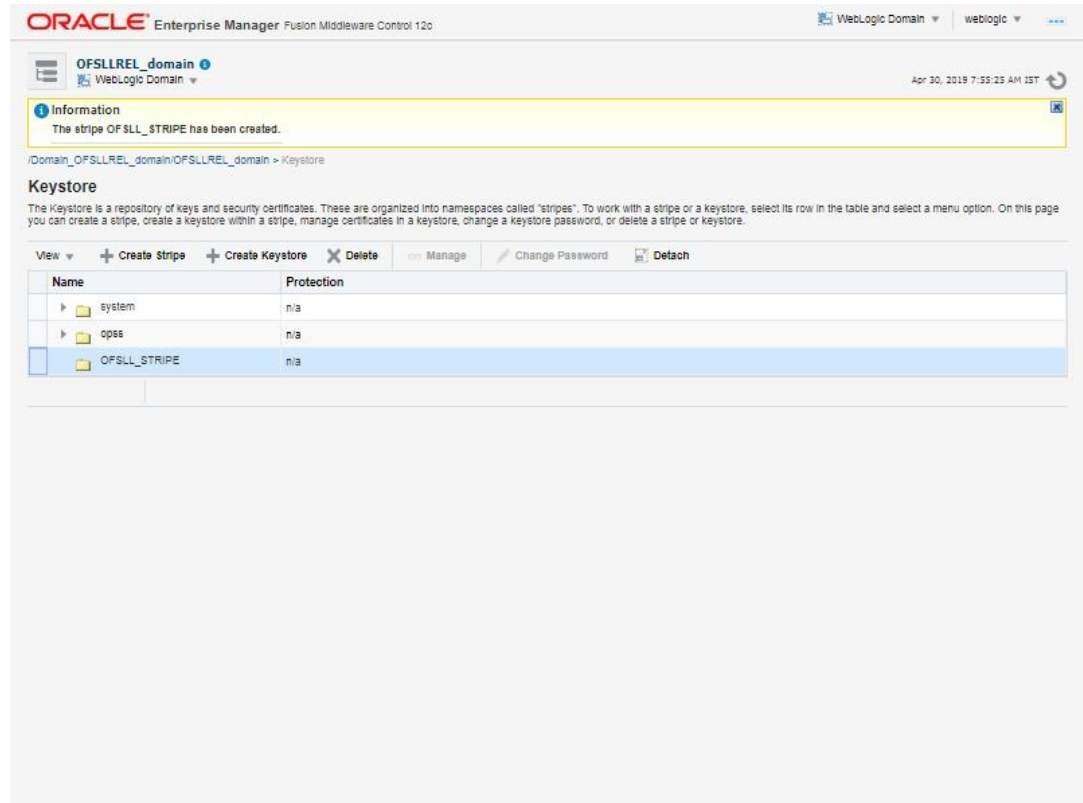 ORACLE® Enterprise Manager Fusion Middleware Control 12c
WebLogic Domain
weblogic
OFSLLREL_domain
WebLogic Domain
Apr 30, 2019 7:55:25 AM IST
Information
The stripe OFSLL_STRIPE has been created.
/Domain_OFSLLREL_domain/OFSLLREL_domain > Keystore
Keystore
The Keystore is a repository of keys and security certificates. These are organized into namespaces called "stripes". To work with a stripe or a keystore, select its row in the table and select a menu option. On this page
you can create a stripe, create a keystore within a stripe, manage certificates in a keystore, change a keystore password, or delete a stripe or keystore.
View Create Stripe Create Keystore Delete Manage Change Password Detach
Name Protection
system n/a
opss n/a
OFSLL_STRIPE n/a